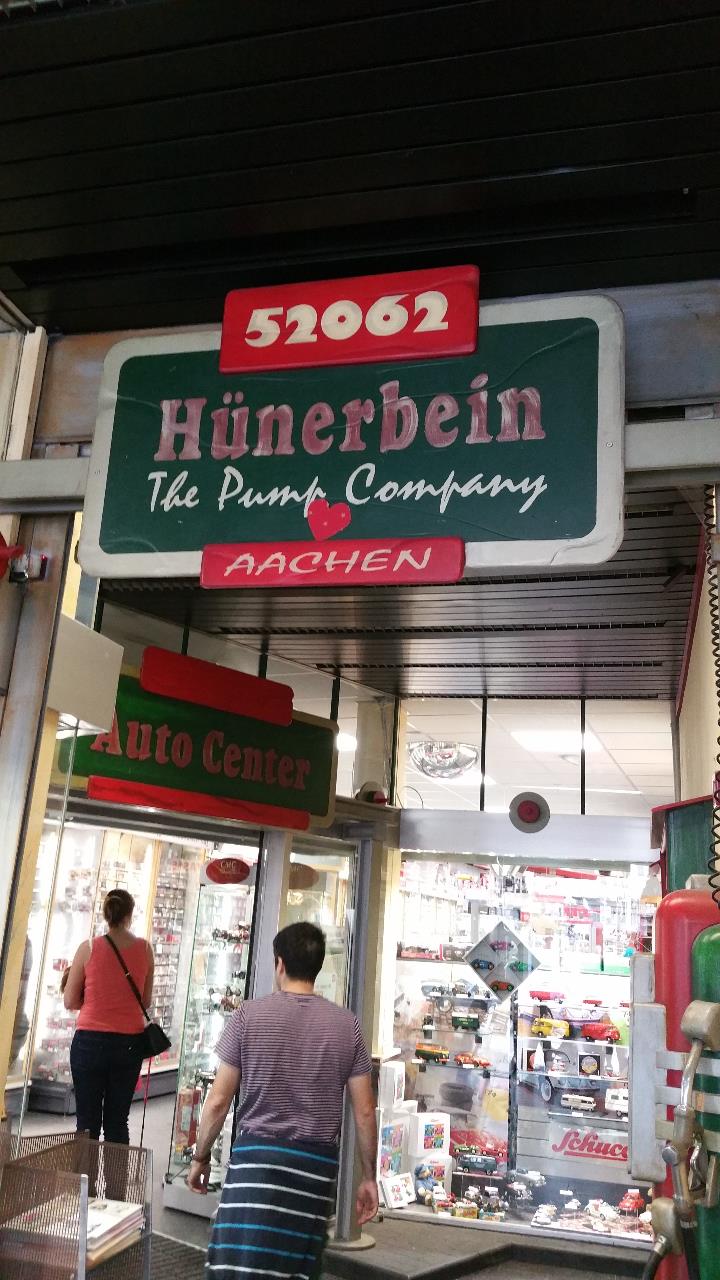 52062
Hünerbein
The Pump Company
AACHEN
Auto Center
CMC
Schuco